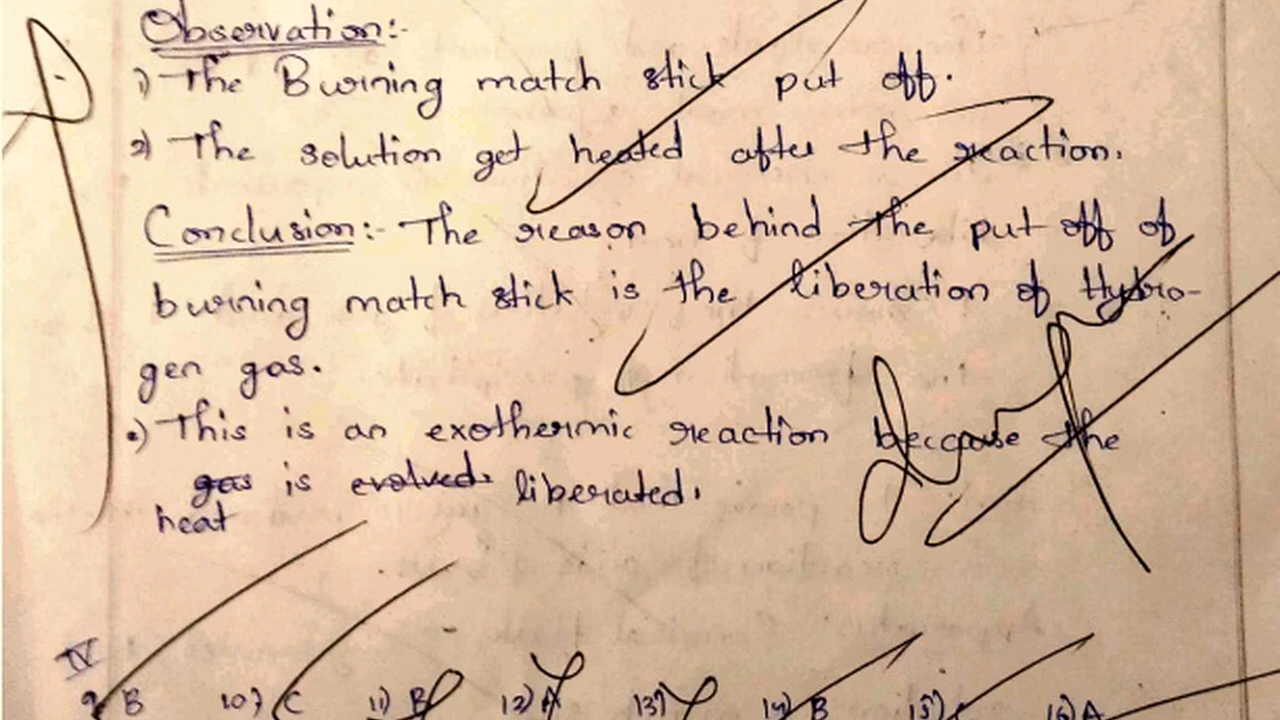 Observation:-
1) The Burning match stick put off.
2) The solution get heated after the reaction.
Conclusion:- The reason behind the put off of
burning match stick is the liberation of Hydro-
gen gas.
•) This is an exothermic reaction because the
gas is evolved. liberated.
heat
IV
9) B 10) C 11) B 12) A 13) 14) B 15) 16) A